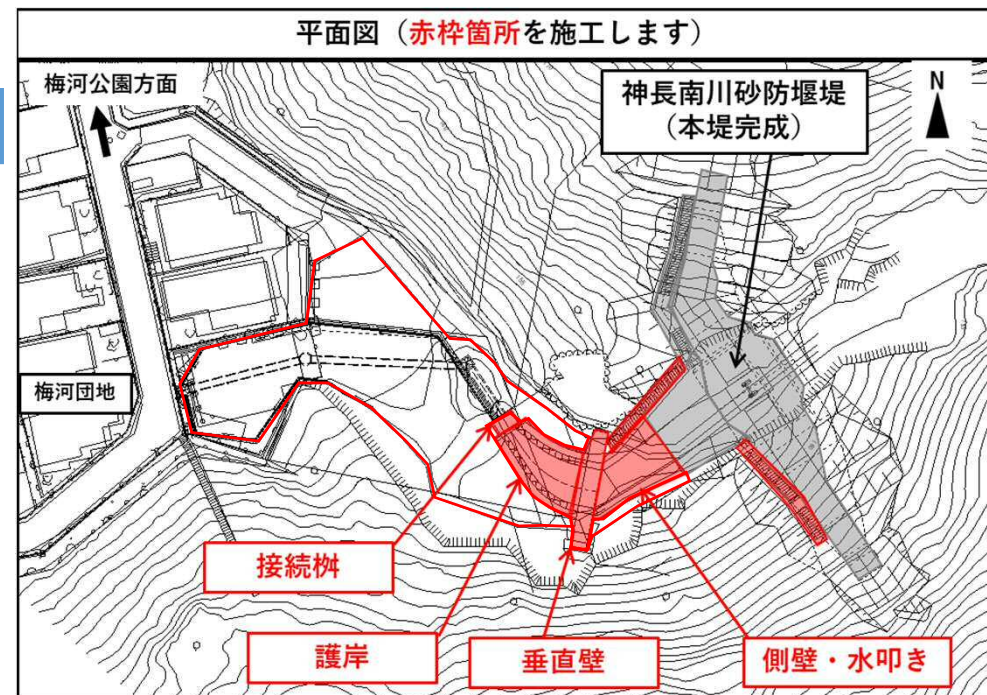 平面図（赤枠箇所を施工します）
梅河公園方面
神長南川砂防堰堤
（本堤完成）
N
梅河団地
接続桝
護岸
垂直壁
側壁・水叩き